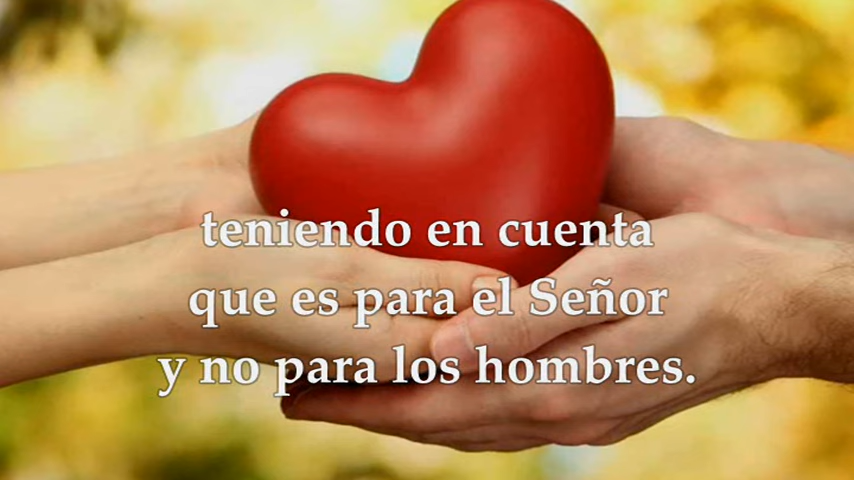 teniendo en cuenta
que es para el Señor
y no para los hombres.